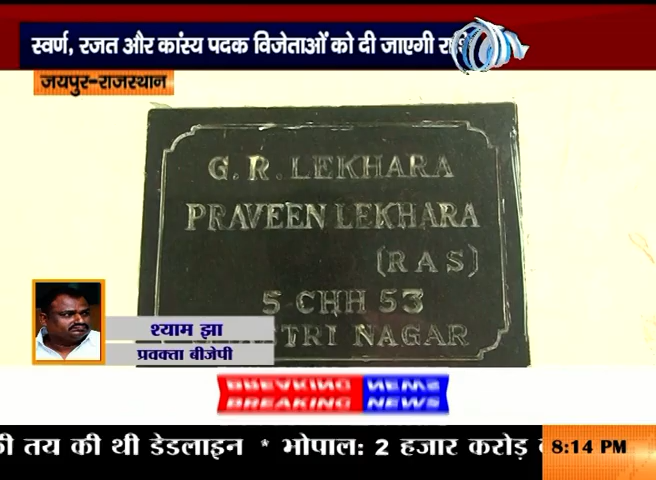 स्वर्ण, रजत और कांस्य पदक विजेताओं को दी जाएगी
जयपुर-राजस्थान
G. R. LEKHARA
PRAVEEN LEKHARA
(RAS)
5 CHH 53
NAGAR
श्याम झा
प्रवक्ता बीजेपी
BREAKING NEWS
BREAKING NEWS
की तय की थी डेडलाइन * भोपाल: 2 हजार करोड़
8:14 PM